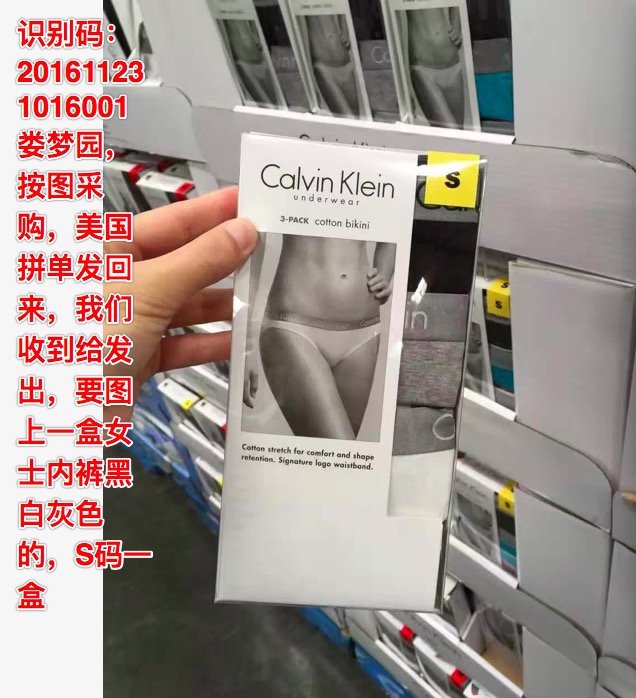 识别码：
20161123
1016001
娄梦园，
按图采
购，美国
拼单发回
来，我们
收到给发
出，要图
上一盒女
士内裤黑
白灰色
的，S码一
盒
Calvin Klein
underwear
3-PACK cotton bikini
Cotton stretch for comfort and shape
retention. Signature logo waistband.
S
in
C
S